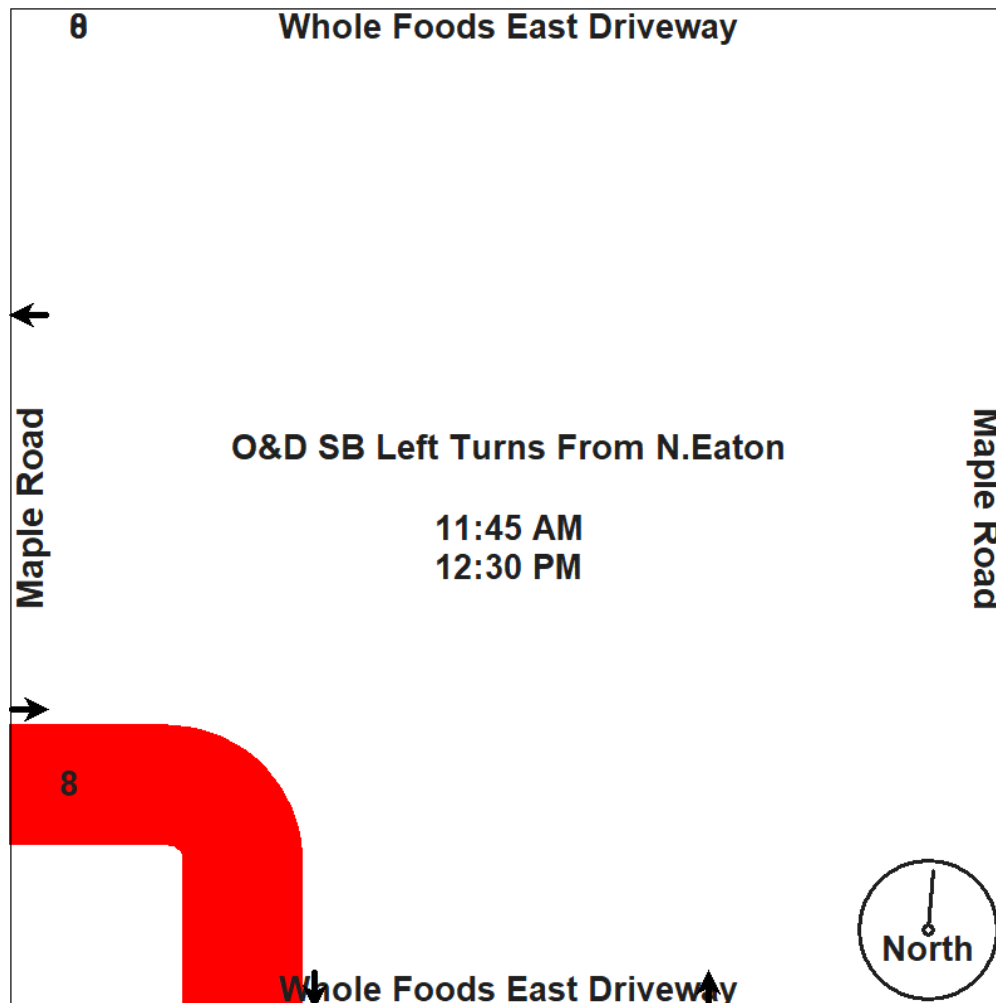 Whole Foods East Driveway
Maple Road
O&D SB Left Turns From N.Eaton
Maple Road
11:45 AM
12:30 PM
8
North
Whole Foods East Driveway